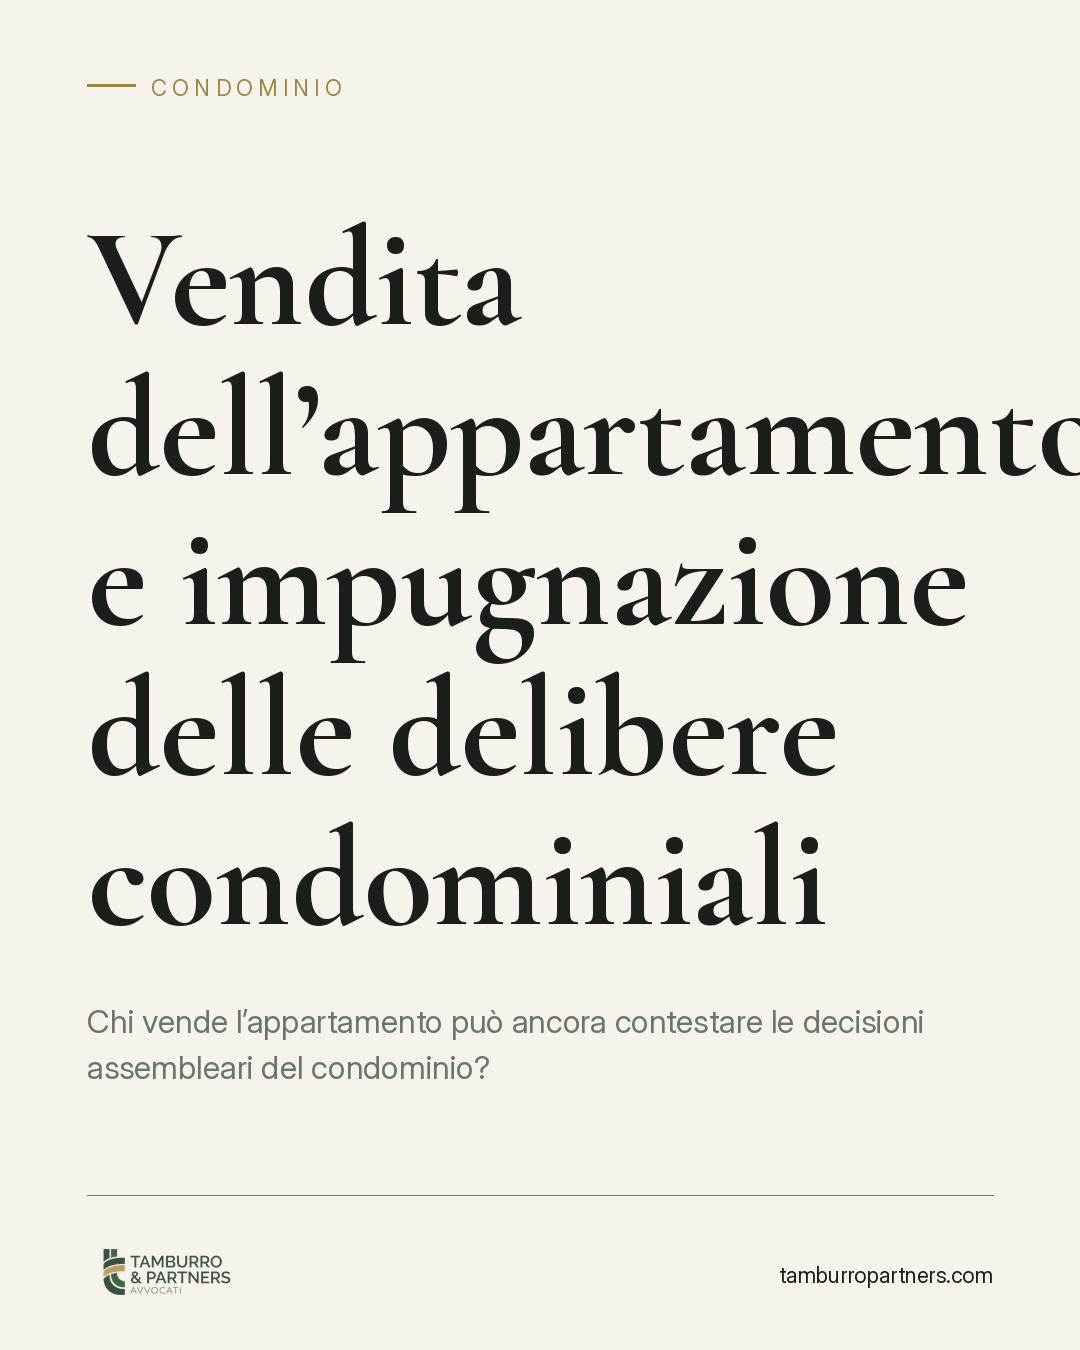 CONDOMINIO
Vendita
dell’appartamento
e impugnazione
delle delibere
condominiali
Chi vende l’appartamento può ancora contestare le decisioni
assembleari del condominio?
TAMBURRO
& PARTNERS
AVVOCATI
tamburropartners.com